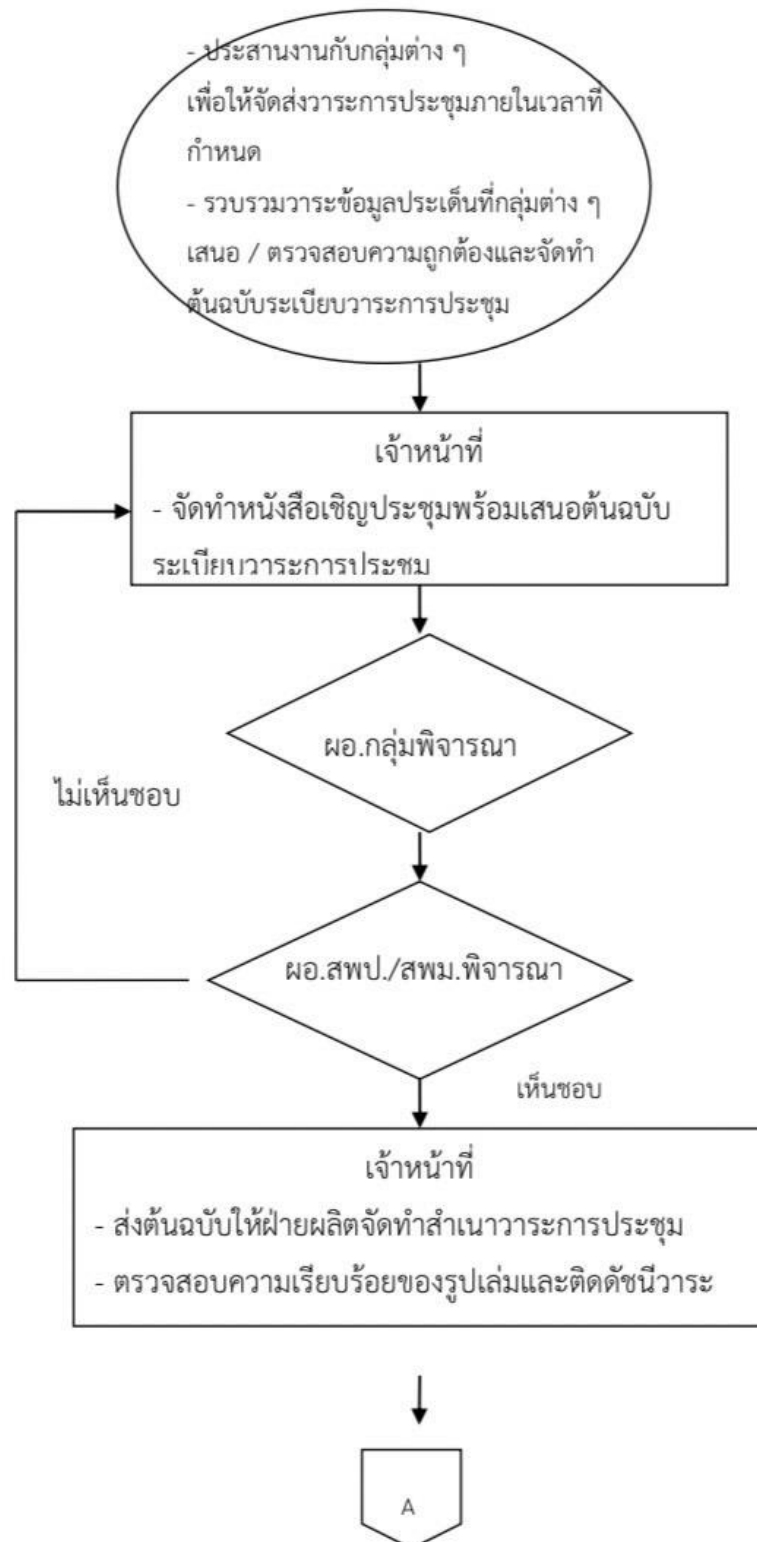 - ประสานงานกับกลุ่มต่าง ๆ
เพื่อให้จัดส่งวาระการประชุมภายในเวลาที่
กำหนด
- รวบรวมวาระข้อมูลประเด็นที่กลุ่มต่าง ๆ
เสนอ / ตรวจสอบความถูกต้องและจัดทำ
ต้นฉบับระเบียบวาระการประชุม
เจ้าหน้าที่
- จัดทำหนังสือเชิญประชุมพร้อมเสนอต้นฉบับ
ระเบียบวาระการประชม
ผอ.กลุ่มพิจารณา
ไม่เห็นชอบ
ผอ.สพป./สพม.พิจารณา
เห็นชอบ
เจ้าหน้าที่
- ส่งต้นฉบับให้ฝ่ายผลิตจัดทำสำเนาวาระการประชุม
- ตรวจสอบความเรียบร้อยของรูปเล่มและติดดัชนีวาระ
A